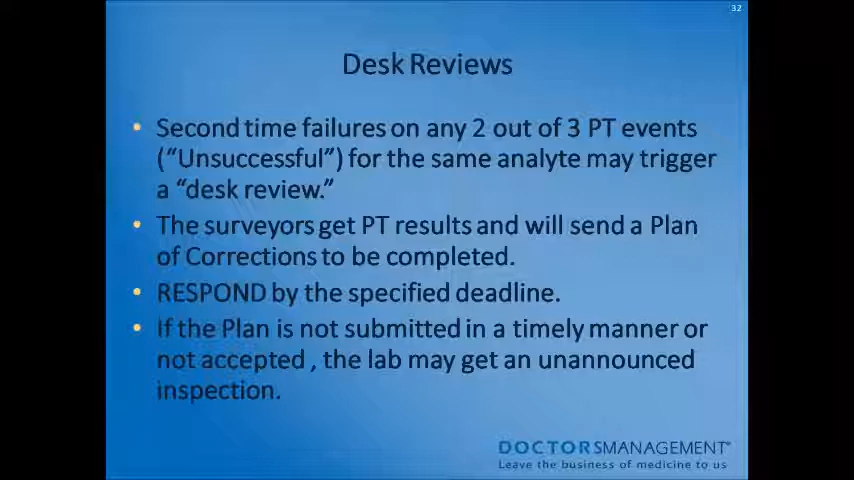 32
Desk Reviews
• Second time failures on any 2 out of 3 PT events
("Unsuccessful") for the same analyte may trigger
a "desk review."
• The surveyors get PT results and will send a Plan
of Corrections to be completed.
• RESPOND by the specified deadline.
• If the Plan is not submitted in a timely manner or
not accepted , the lab may get an unannounced
inspection.
DOCTORSMANAGEMENT®
Leave the business of medicine to us